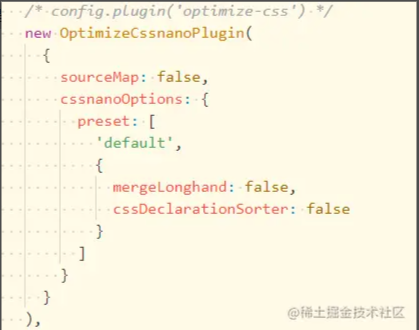 /* config.plugin('optimize-css') */
new OptimizeCssnanoPlugin(
{
sourceMap: false,
cssnanoOptions: {
preset: [
'default',
{
mergeLonghand: false,
cssDeclarationSorter: false
}
]
}
}
),
@稀土掘金技术社区